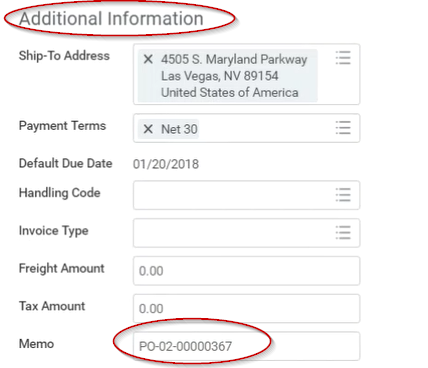 Additional Information
Ship-To Address
× 4505 S. Maryland Parkway
Las Vegas, NV 89154
United States of America
Payment Terms
× Net 30
Default Due Date 01/20/2018
Handling Code
Invoice Type
Freight Amount 0.00
Tax Amount 0.00
Memo PO-02-00000367